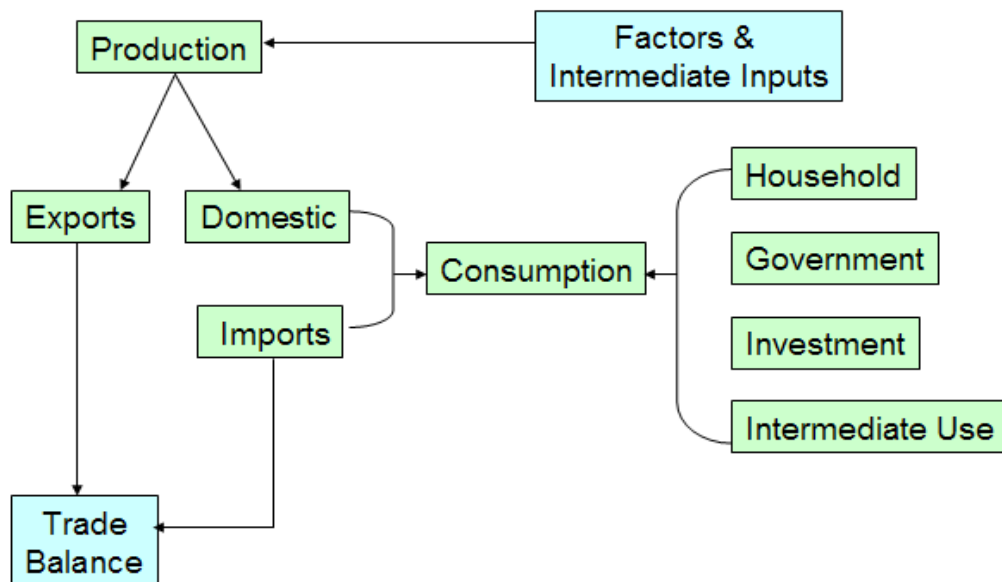 Production
Factors &
Intermediate Inputs
Exports
Domestic
Household
Consumption
Government
Imports
Investment
Intermediate Use
Trade
Balance